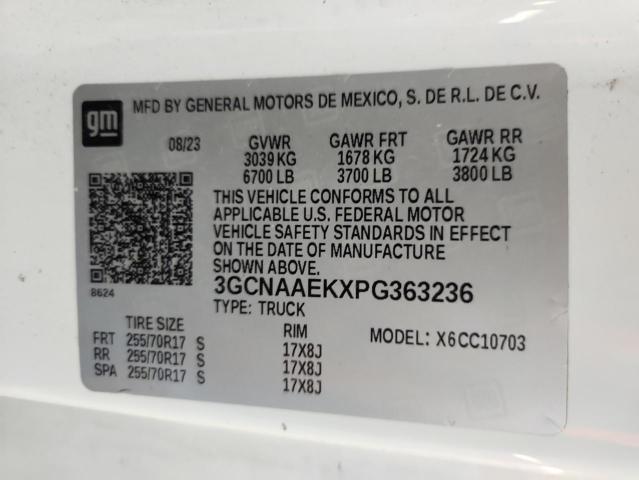 gm
MFD BY GENERAL MOTORS DE MEXICO, S. DE R.L. DE C.V.
08/23 GVWR GAWR FRT GAWR RR
3039 KG 1678 KG 1724 KG
6700 LB 3700 LB 3800 LB
THIS VEHICLE CONFORMS TO ALL
APPLICABLE U.S. FEDERAL MOTOR
VEHICLE SAFETY STANDARDS IN EFFECT
ON THE DATE OF MANUFACTURE
SHOWN ABOVE.
8624
3GCNAAEKXPG363236
TYPE: TRUCK
TIRE SIZE RIM MODEL: X6CC10703
FRT 255/70R17 S 17X8J
RR 255/70R17 S 17X8J
SPA 255/70R17 S 17X8J